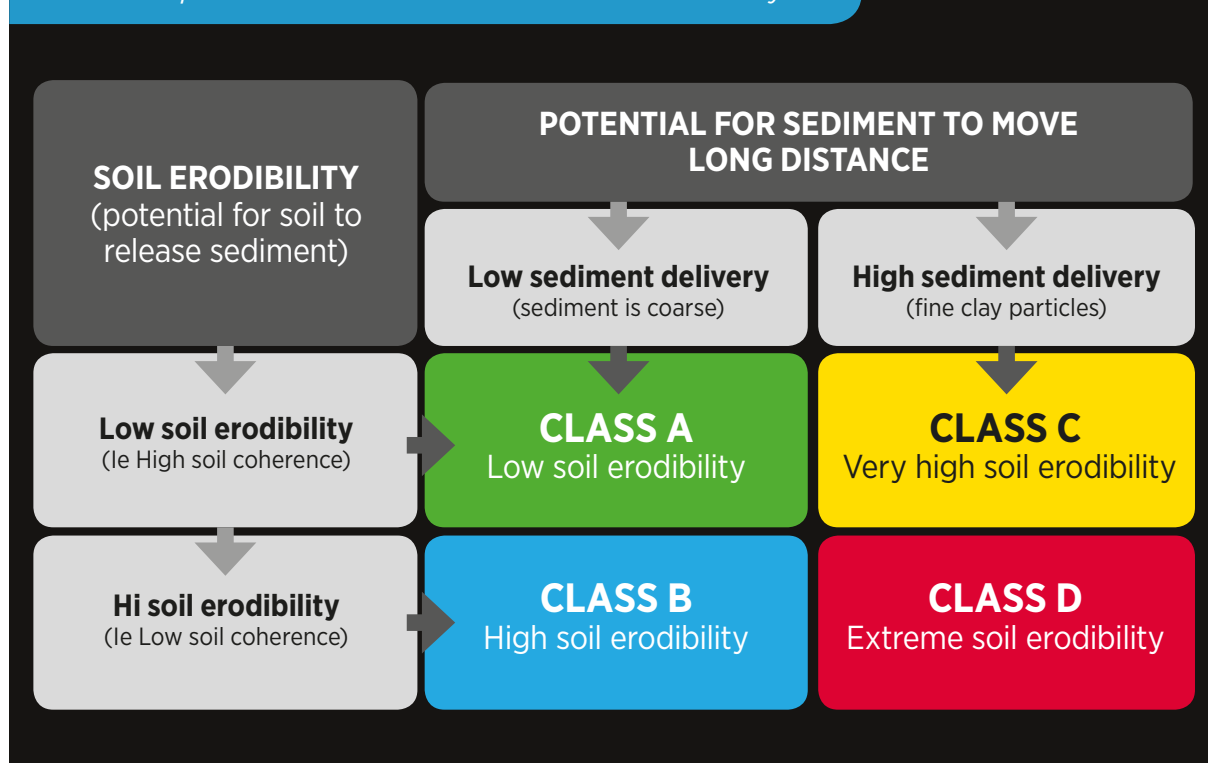 SOIL ERODIBILITY
(potential for soil to
release sediment)
POTENTIAL FOR SEDIMENT TO MOVE
LONG DISTANCE
Low sediment delivery
(sediment is coarse)
High sediment delivery
(fine clay particles)
Low soil erodibility
(Ie High soil coherence)
CLASS A
Low soil erodibility
CLASS C
Very high soil erodibility
Hi soil erodibility
(Ie Low soil coherence)
CLASS B
High soil erodibility
CLASS D
Extreme soil erodibility